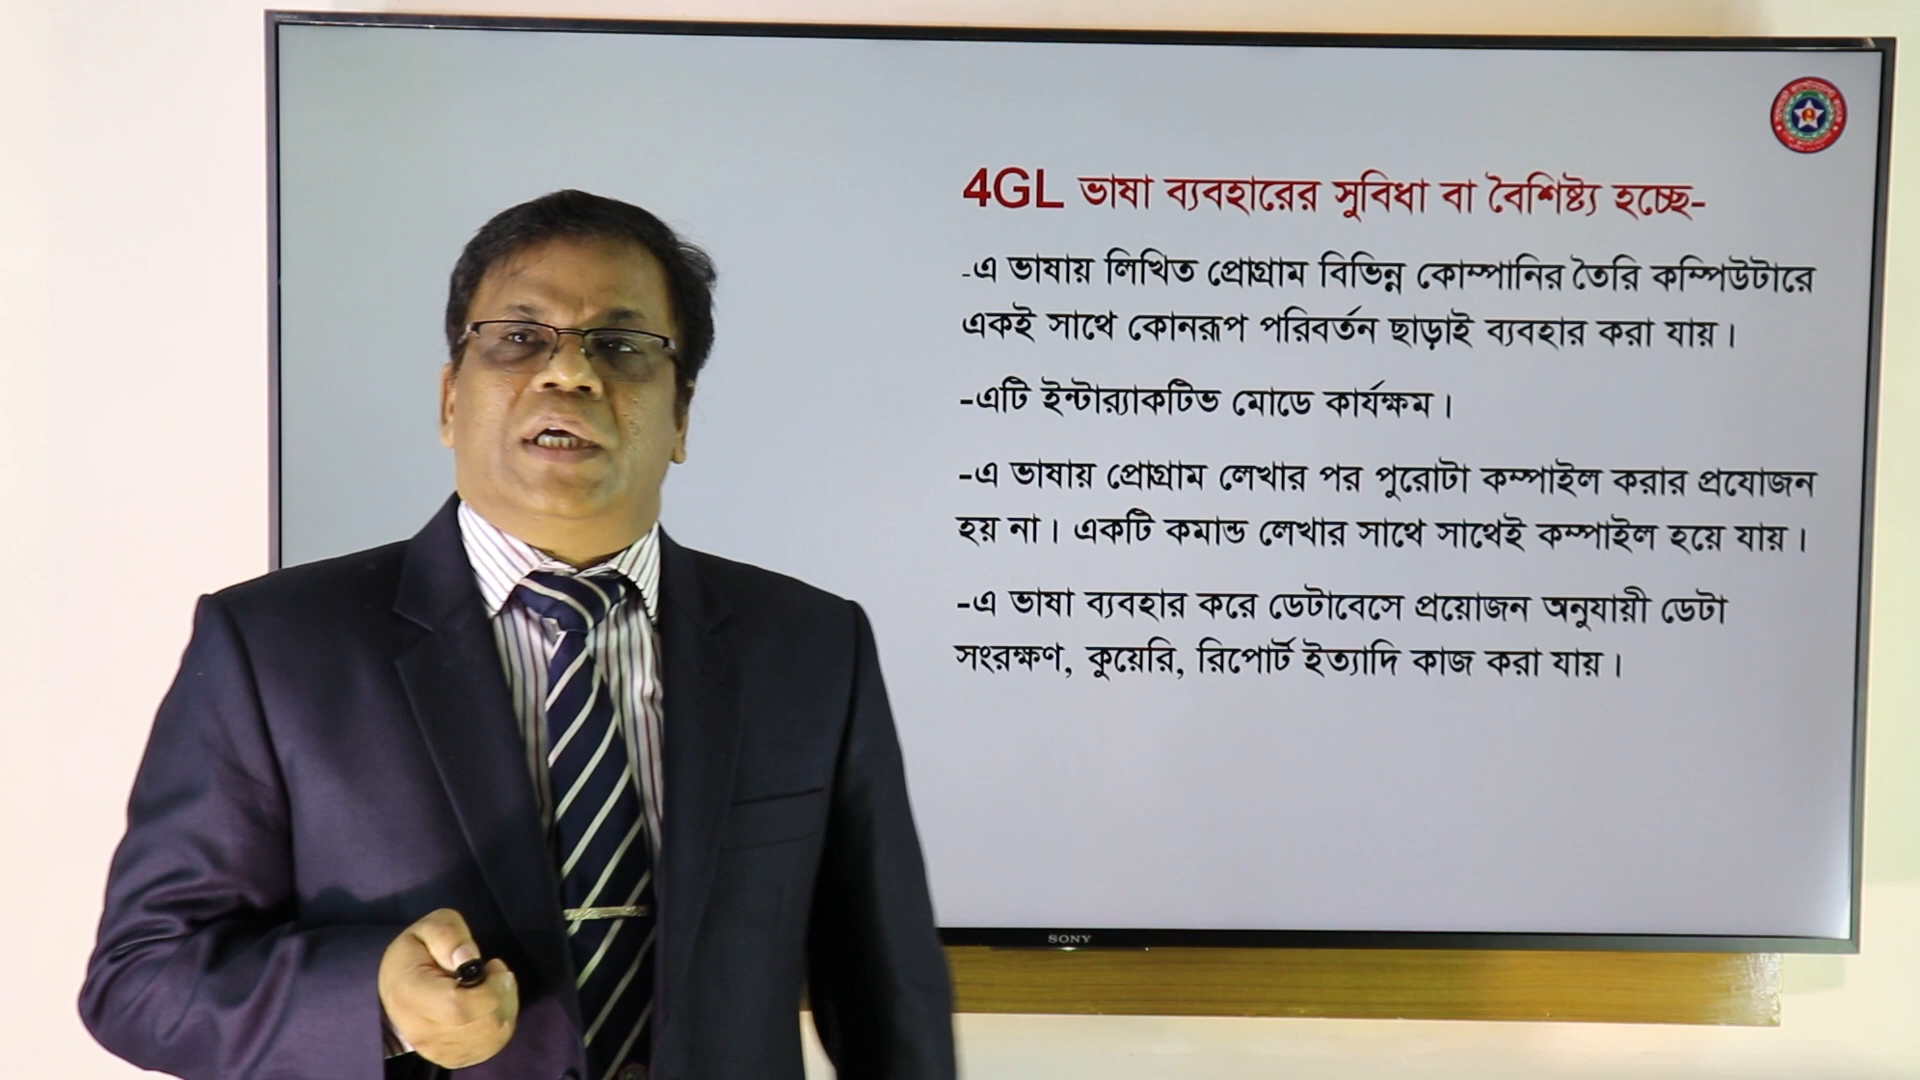 4GL ভাষা ব্যবহারের সুবিধা বা বৈশিষ্ট্য হচ্ছে-
-এ ভাষায় লিখিত প্রোগ্রাম বিভিন্ন কোম্পানির তৈরি কম্পিউটারে
একই সাথে কোনরূপ পরিবর্তন ছাড়াই ব্যবহার করা যায়।
-এটি ইন্টার‍্যাকটিভ মোডে কার্যক্ষম।
-এ ভাষায় প্রোগ্রাম লেখার পর পুরোটা কম্পাইল করার প্রযোজন
হয় না। একটি কমান্ড লেখার সাথে সাথেই কম্পাইল হয়ে যায়।
-এ ভাষা ব্যবহার করে ডেটাবেসে প্রয়োজন অনুযায়ী ডেটা
সংরক্ষণ, কুয়েরি, রিপোর্ট ইত্যাদি কাজ করা যায়।
SONY